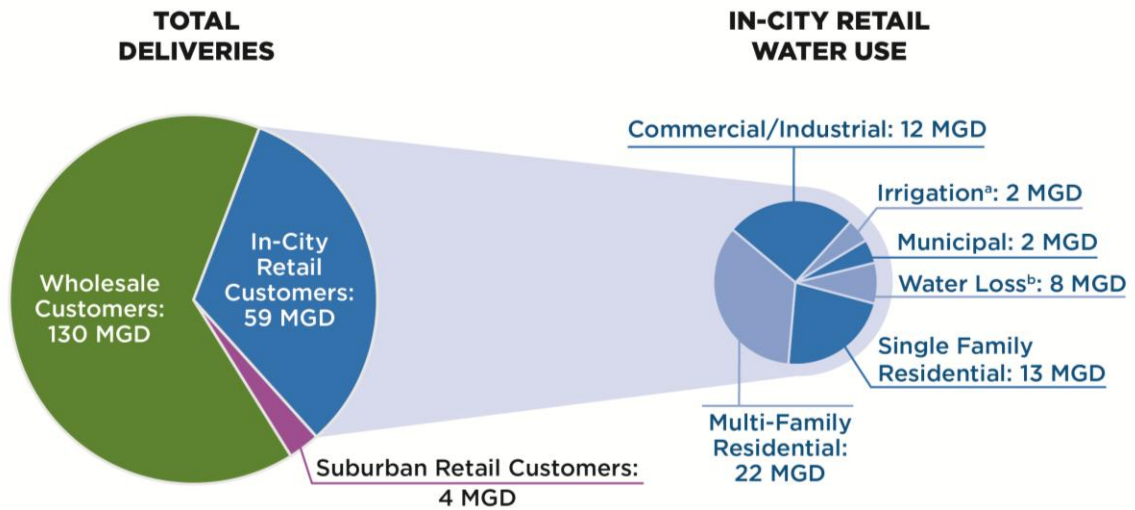 TOTAL
DELIVERIES
Wholesale
Customers:
130 MGD
In-City
Retail
Customers:
59 MGD
Suburban Retail Customers:
4 MGD
IN-CITY RETAIL
WATER USE
Commercial/Industrial: 12 MGD
Irrigationᵃ: 2 MGD
Municipal: 2 MGD
Water Lossᵇ: 8 MGD
Single Family
Residential: 13 MGD
Multi-Family
Residential:
22 MGD